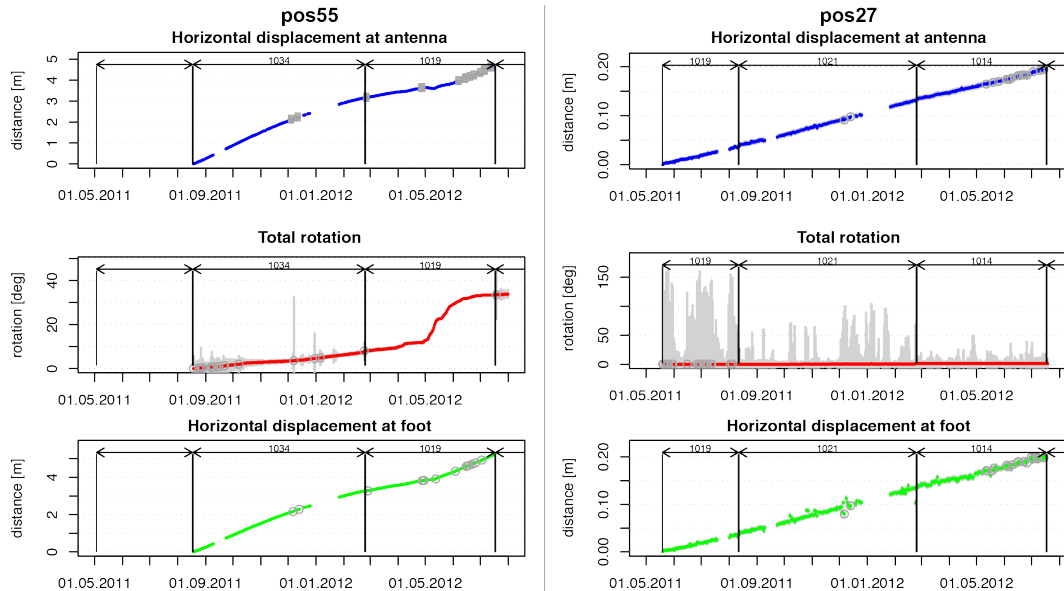 pos55
Horizontal displacement at antenna
distance [m]
0 1 2 3 4 5
1034 1019
01.05.2011 01.09.2011 01.01.2012 01.05.2012
Total rotation
rotation [deg]
0 20 40
1034 1019
01.05.2011 01.09.2011 01.01.2012 01.05.2012
Horizontal displacement at foot
distance [m]
0 2 4
1034 1019
01.05.2011 01.09.2011 01.01.2012 01.05.2012
pos27
Horizontal displacement at antenna
distance [m]
0.00 0.10 0.20
1019 1021 1014
01.05.2011 01.09.2011 01.01.2012 01.05.2012
Total rotation
rotation [deg]
0 50 150
1019 1021 1014
01.05.2011 01.09.2011 01.01.2012 01.05.2012
Horizontal displacement at foot
distance [m]
0.00 0.10 0.20
1019 1021 1014
01.05.2011 01.09.2011 01.01.2012 01.05.2012